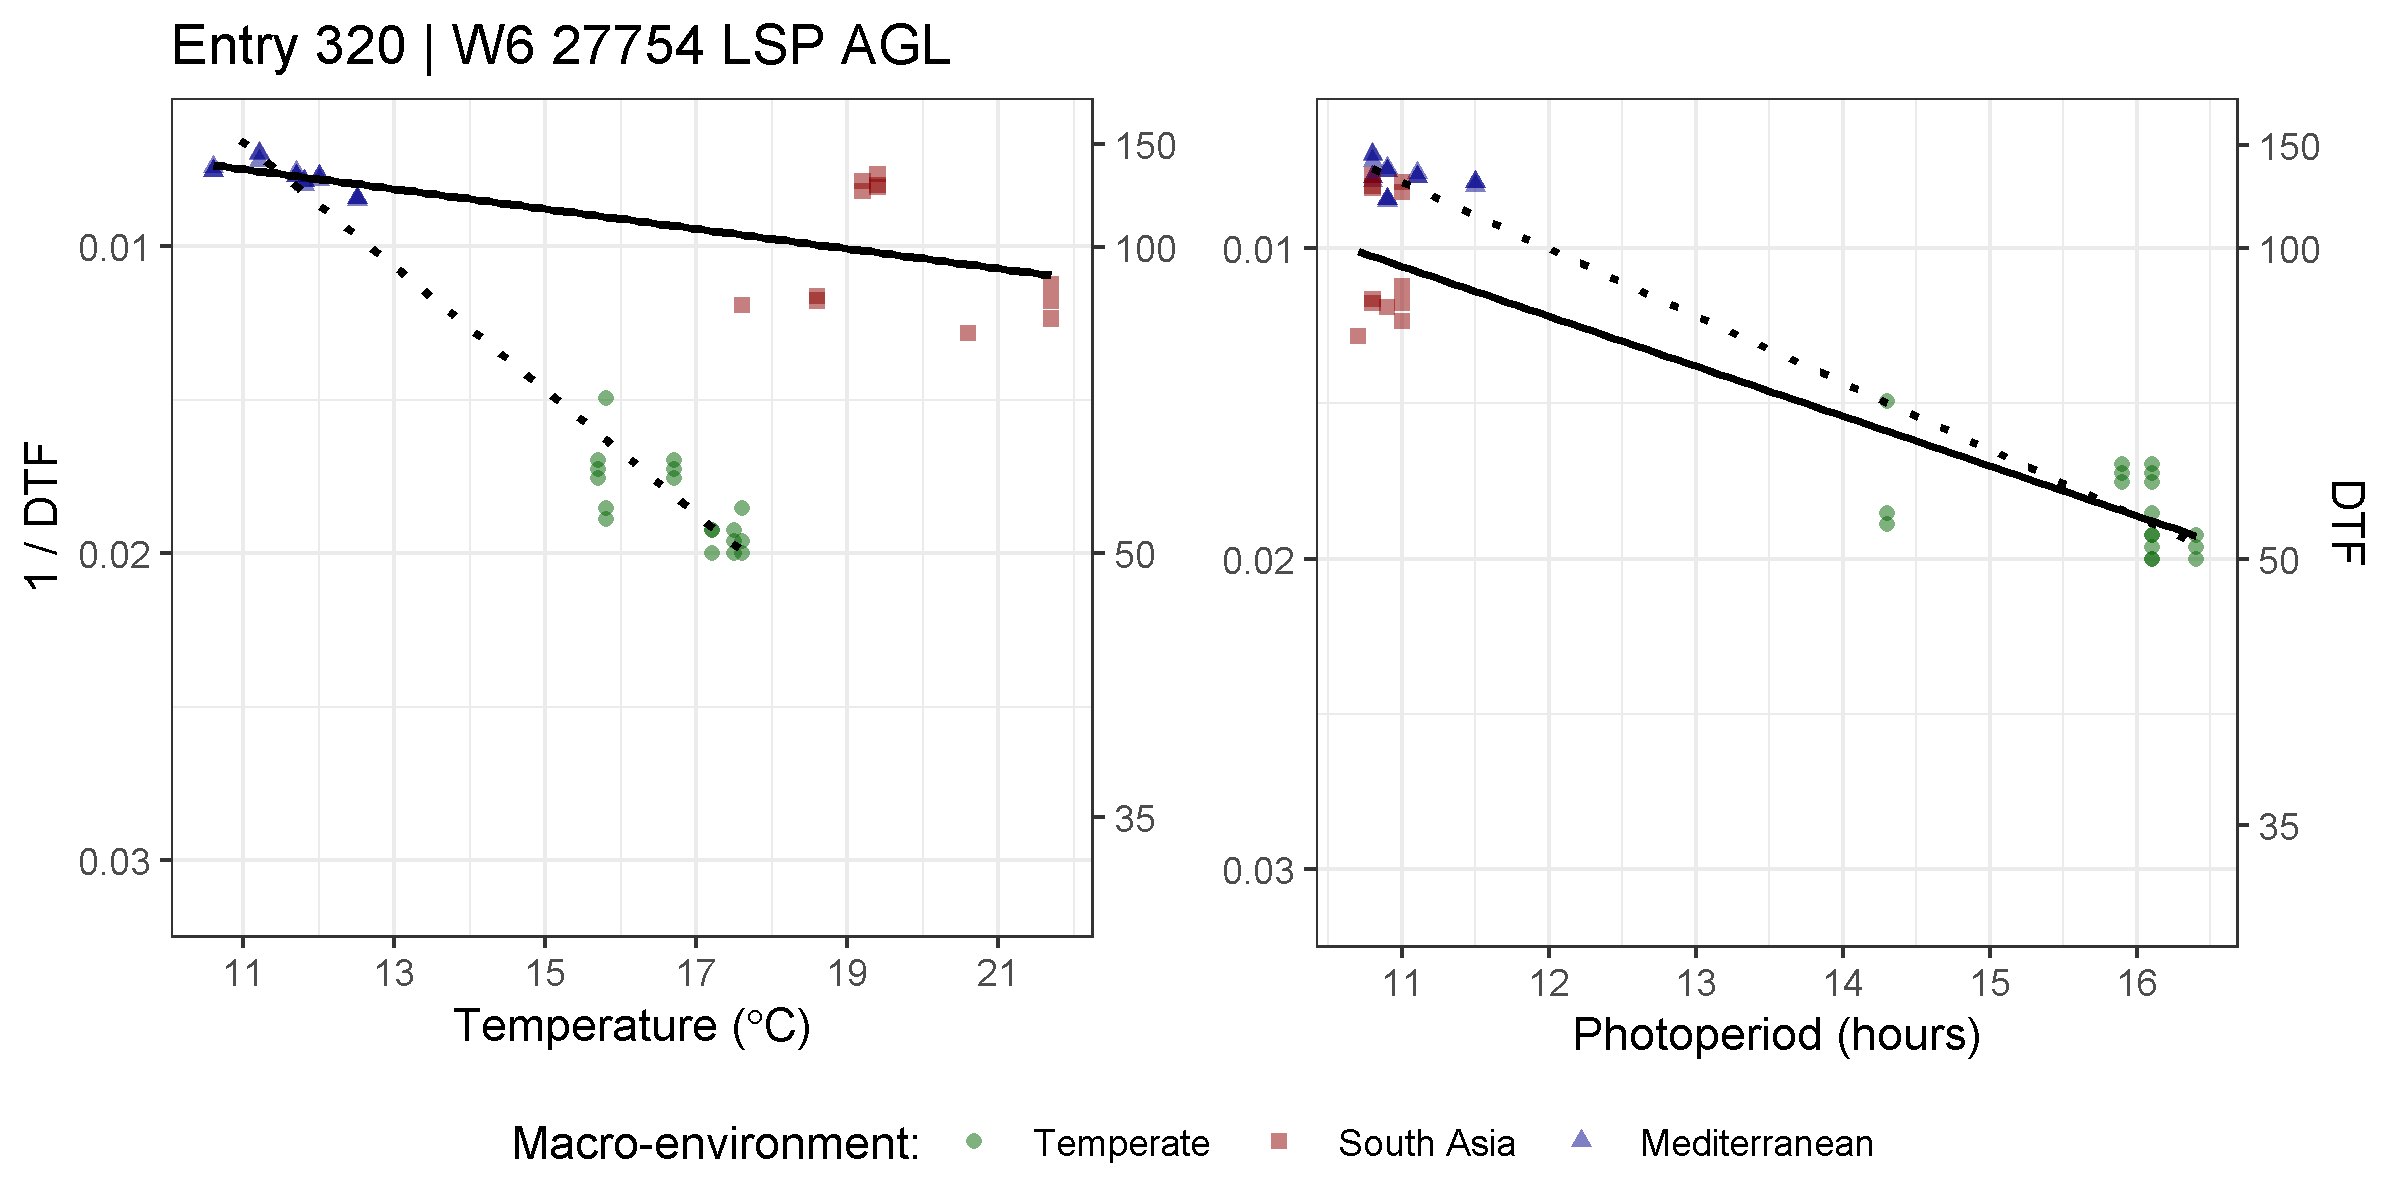 Entry 320 | W6 27754 LSP AGL
1 / DTF
0.01
0.02
0.03
150
100
50
35
11 13 15 17 19 21
Temperature (°C)
0.01
0.02
0.03
150
100
50
35
DTF
11 12 13 14 15 16
Photoperiod (hours)
Macro-environment: Temperate South Asia Mediterranean